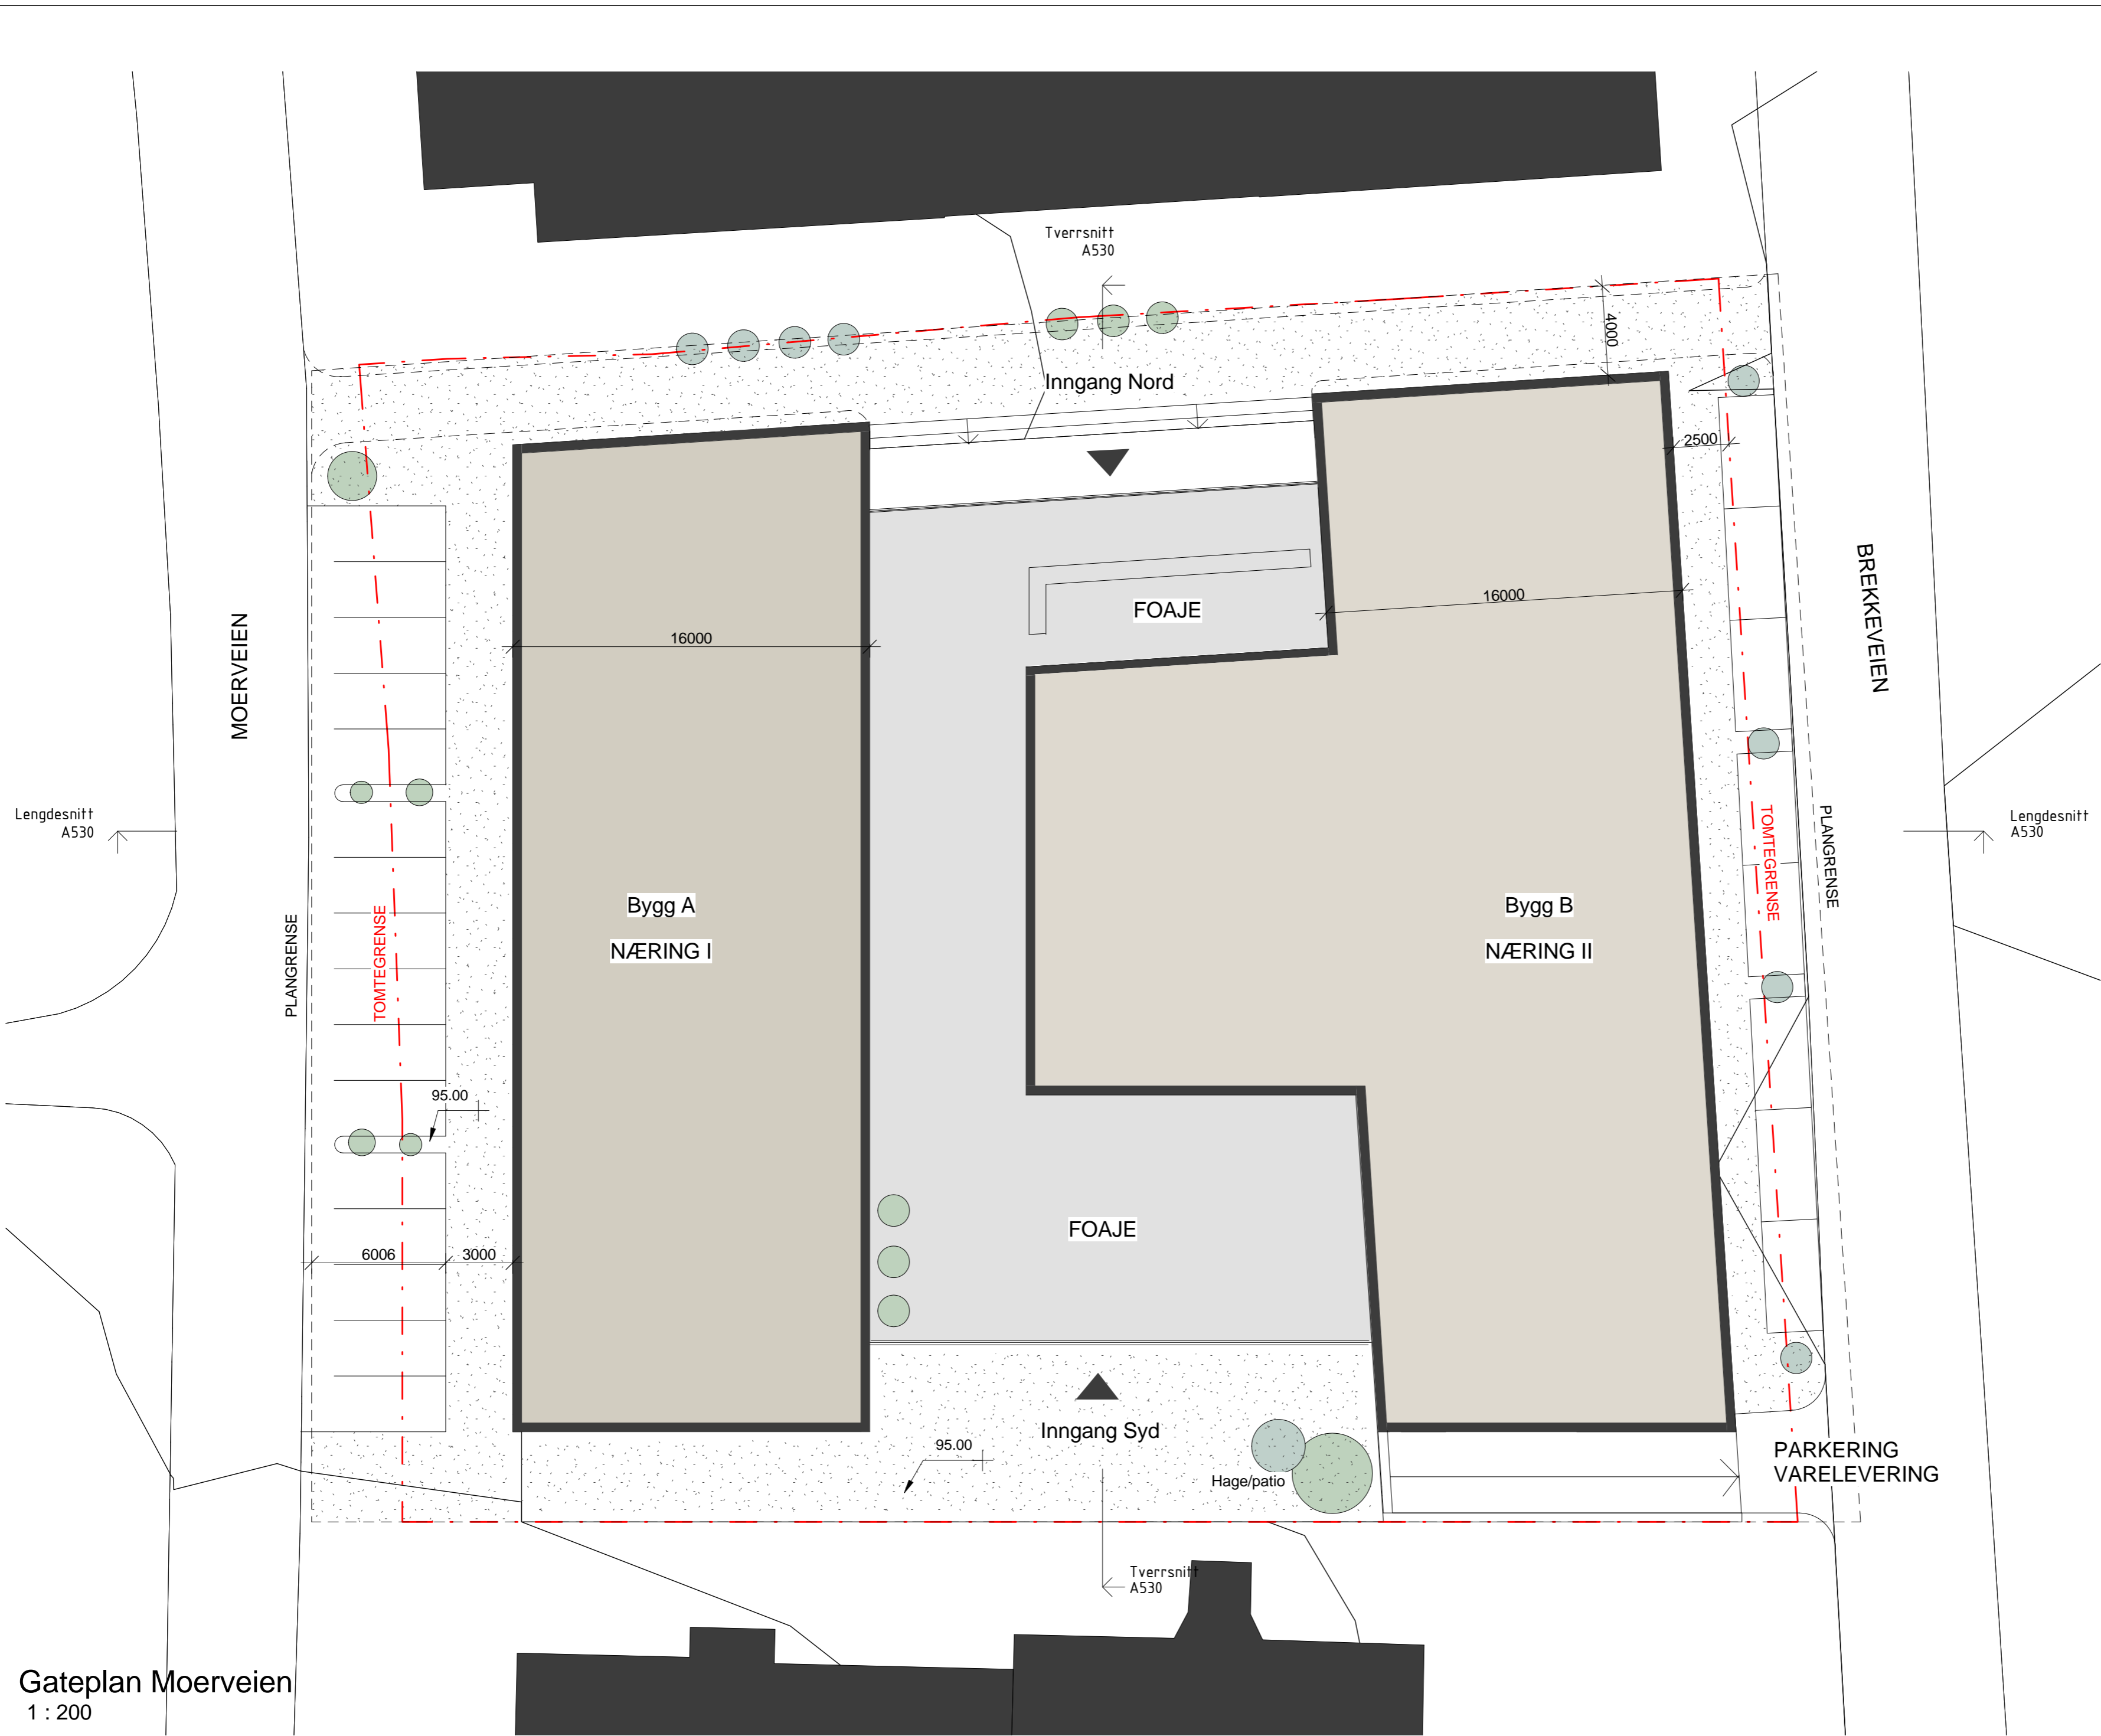 Tverrsnitt
A530
4000
Inngang Nord
2500
FOAJE
16000
16000
MOERVEIEN
BREKKEVEIEN
Lengdesnitt
A530
Lengdesnitt
A530
TOMTEGRENSE
PLANGRENSE
Bygg A
NÆRING I
Bygg B
NÆRING II
PLANGRENSE
TOMTEGRENSE
95.00
FOAJE
6006
3000
Inngang Syd
95.00
Hage/patio
PARKERING
VARELEVERING
Tverrsnitt
A530
Gateplan Moerveien
1 : 200